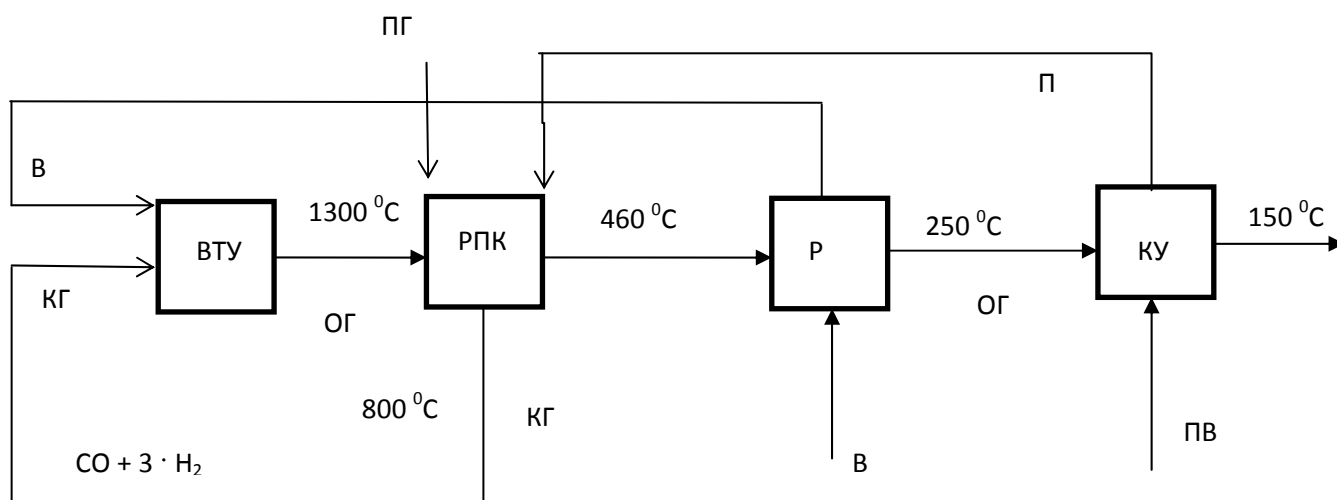 ПГ
П
В
1300 ⁰С
460 ⁰С
250 ⁰С
150 ⁰С
ВТУ
РПК
Р
КУ
КГ
ОГ
ОГ
800 ⁰С
КГ
ПВ
СО + 3 · H₂
В